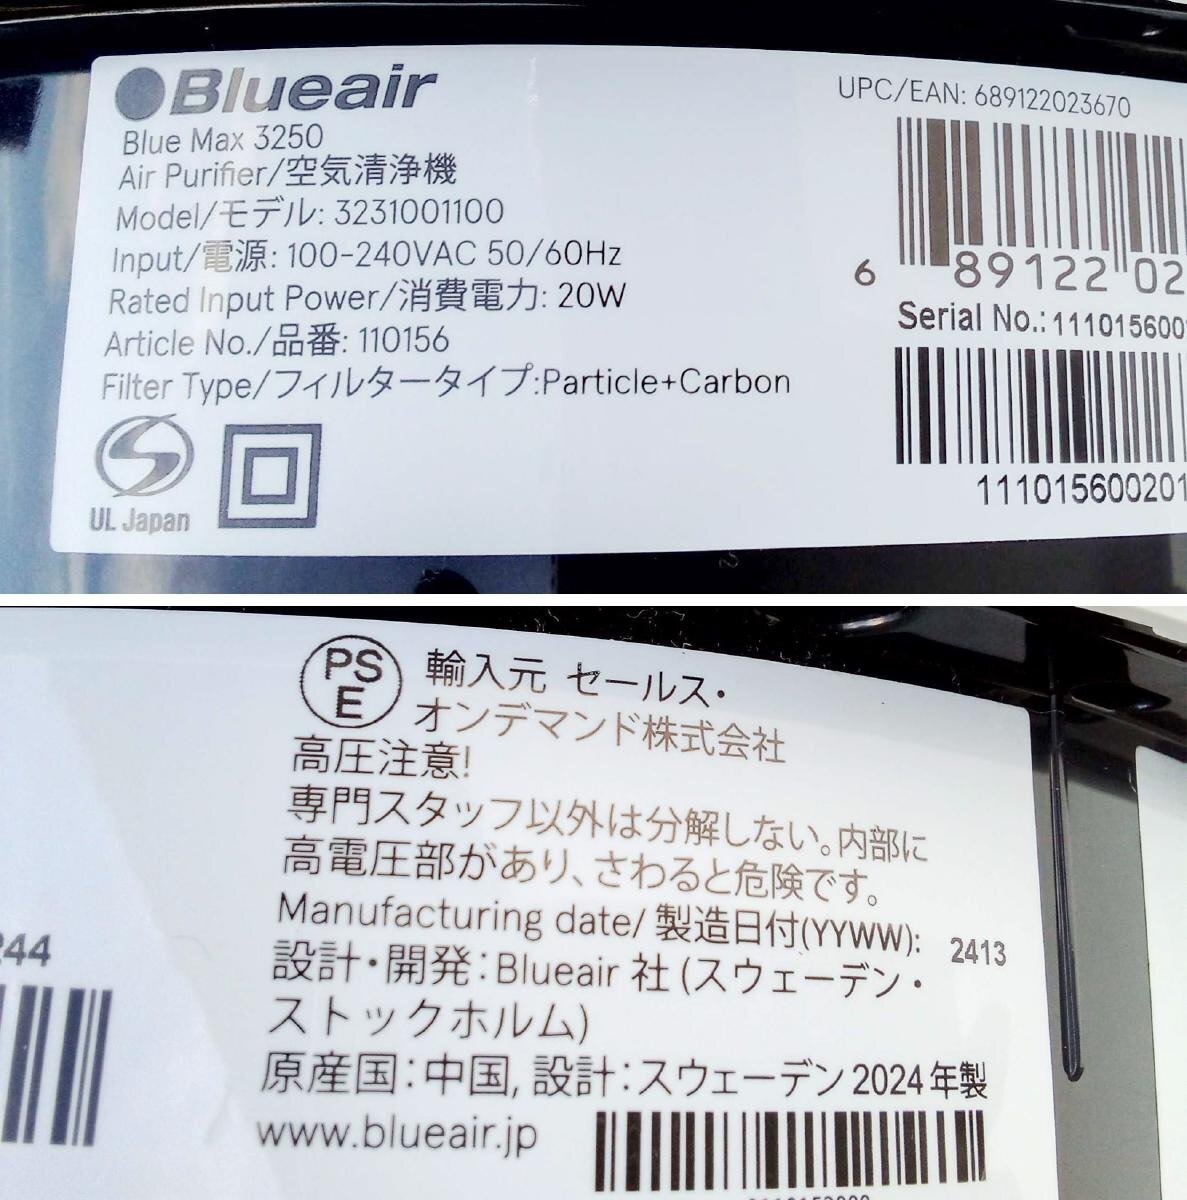 Blueair
Blue Max 3250
Air Purifier/空気清浄機
Model/モデル: 3231001100
Input/電源: 100-240VAC 50/60Hz
Rated Input Power/消費電力: 20W
Article No./品番: 110156
Filter Type/フィルタータイプ:Particle+Carbon
UL Japan
UPC/EAN: 689122023670
6 89122 02
Serial No.: 111015600
111015600201
PS
E
輸入元 セールス・
オンデマンド株式会社
高圧注意!
専門スタッフ以外は分解しない。内部に
高電圧部があり、さわると危険です。
Manufacturing date/ 製造日付(YYWW): 2413
設計・開発:Blueair 社 (スウェーデン・
ストックホルム)
原産国:中国, 設計:スウェーデン 2024年製
www.blueair.jp
244